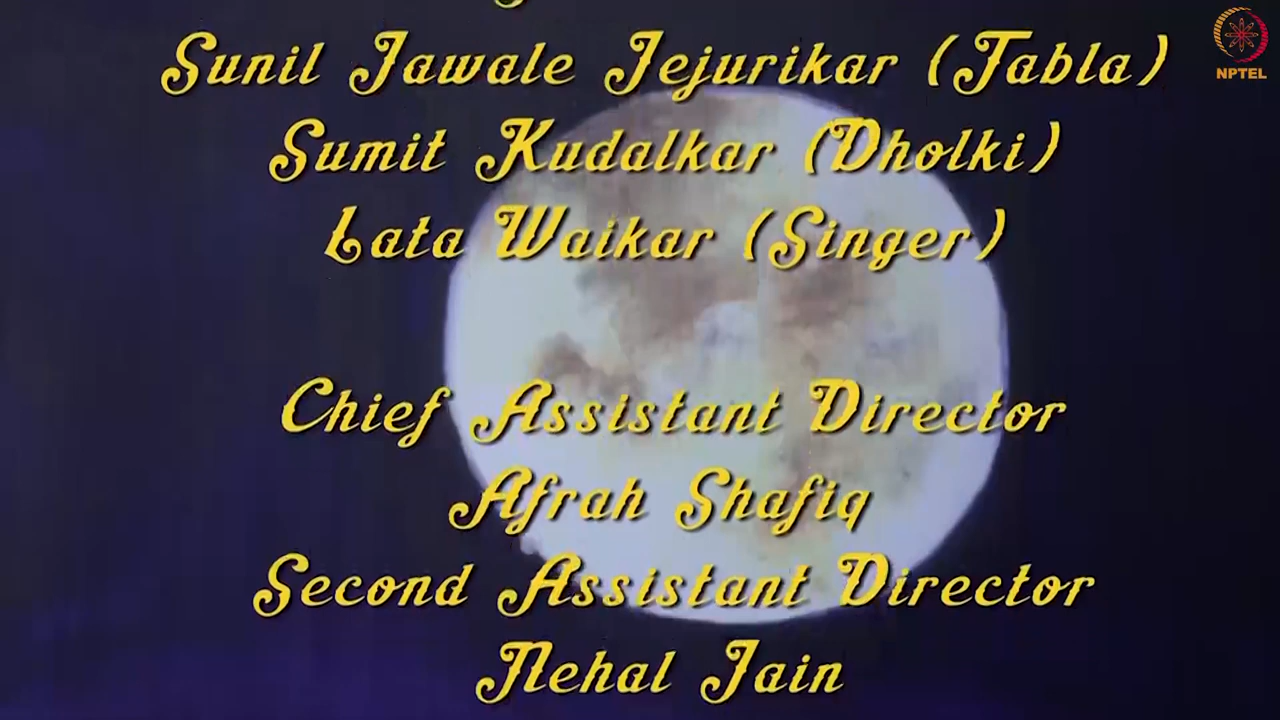 Sunil Jawale Jejurikar (Tabla)
Sumit Kudalkar (Dholki)
Lata Waikar (Singer)
Chief Assistant Director
Afrah Shafiq
Second Assistant Director
Nehal Jain
NPTEL